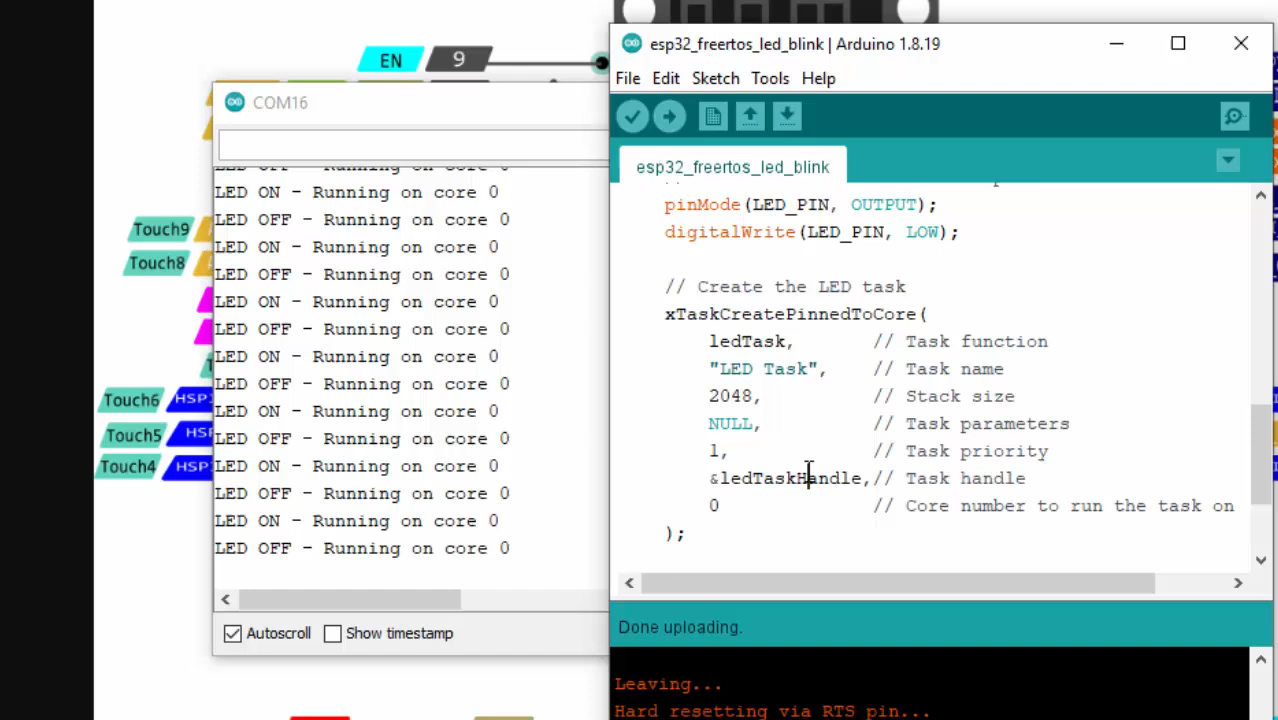 EN
9
Touch9
Touch8
Touch6
Touch5
Touch4
COM16
LED OFF - Running on core 0
LED ON - Running on core 0
LED OFF - Running on core 0
LED ON - Running on core 0
LED OFF - Running on core 0
LED ON - Running on core 0
LED OFF - Running on core 0
LED ON - Running on core 0
LED OFF - Running on core 0
LED ON - Running on core 0
LED OFF - Running on core 0
LED ON - Running on core 0
LED OFF - Running on core 0
LED ON - Running on core 0
LED OFF - Running on core 0
Autoscroll
Show timestamp
esp32_freertos_led_blink | Arduino 1.8.19
File Edit Sketch Tools Help
esp32_freertos_led_blink
pinMode(LED_PIN, OUTPUT);
digitalWrite(LED_PIN, LOW);
// Create the LED task
xTaskCreatePinnedToCore(
ledTask, // Task function
"LED Task", // Task name
2048, // Stack size
NULL, // Task parameters
1, // Task priority
&ledTaskHandle,// Task handle
0 // Core number to run the task on
);
Done uploading.
Leaving...
Hard resetting via RTS pin...